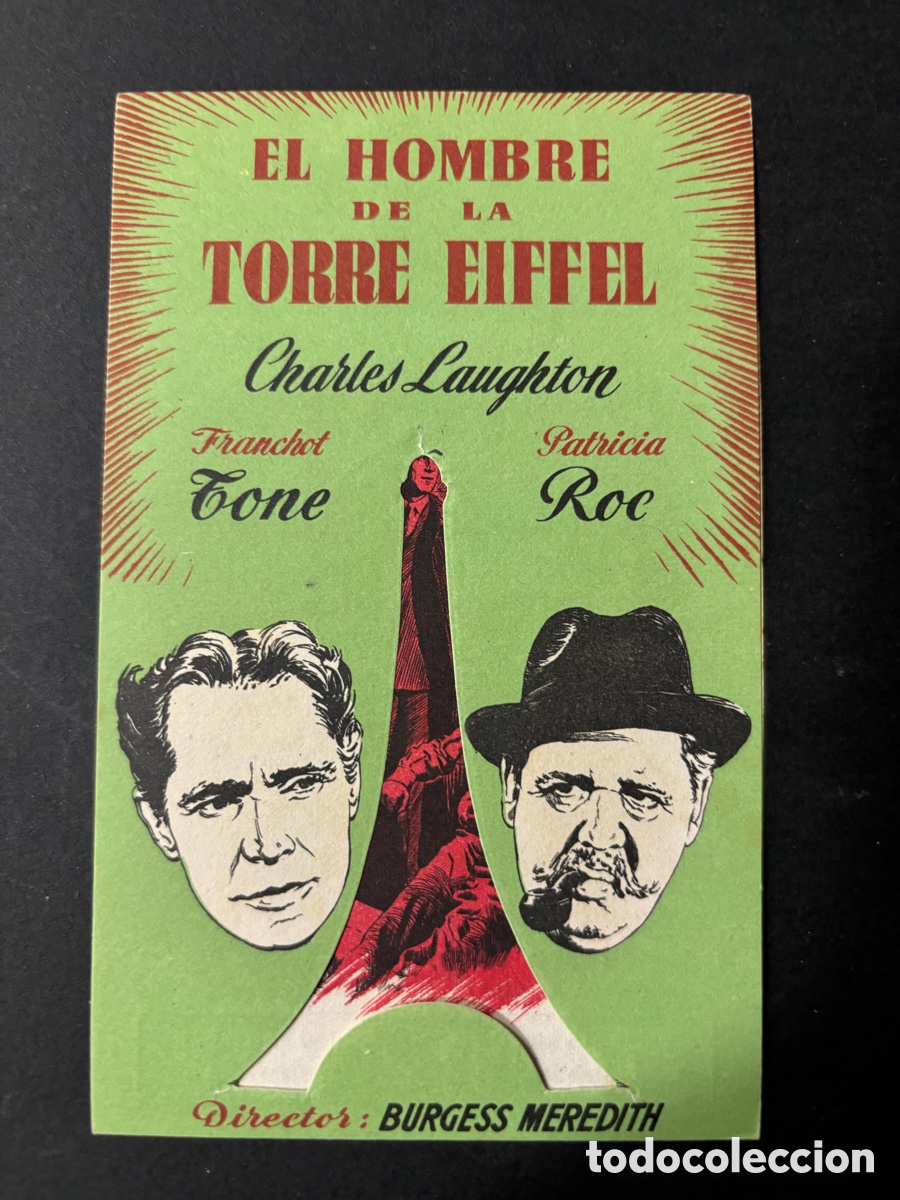 EL HOMBRE
DE LA
TORRE EIFFEL
Charles Laughton
Franchot
Tone
Patricia
Roc
Director: BURGESS MEREDITH
todocoleccion